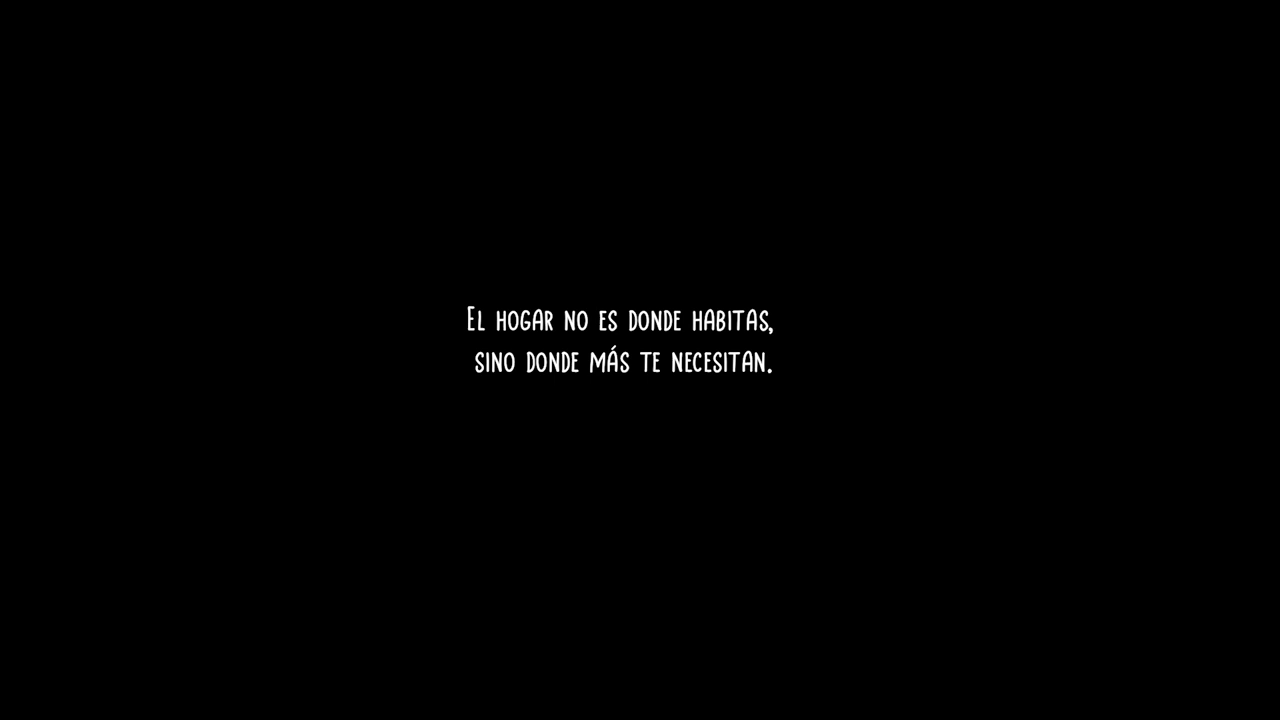 El hogar no es donde habitas,
sino donde más te necesitan.